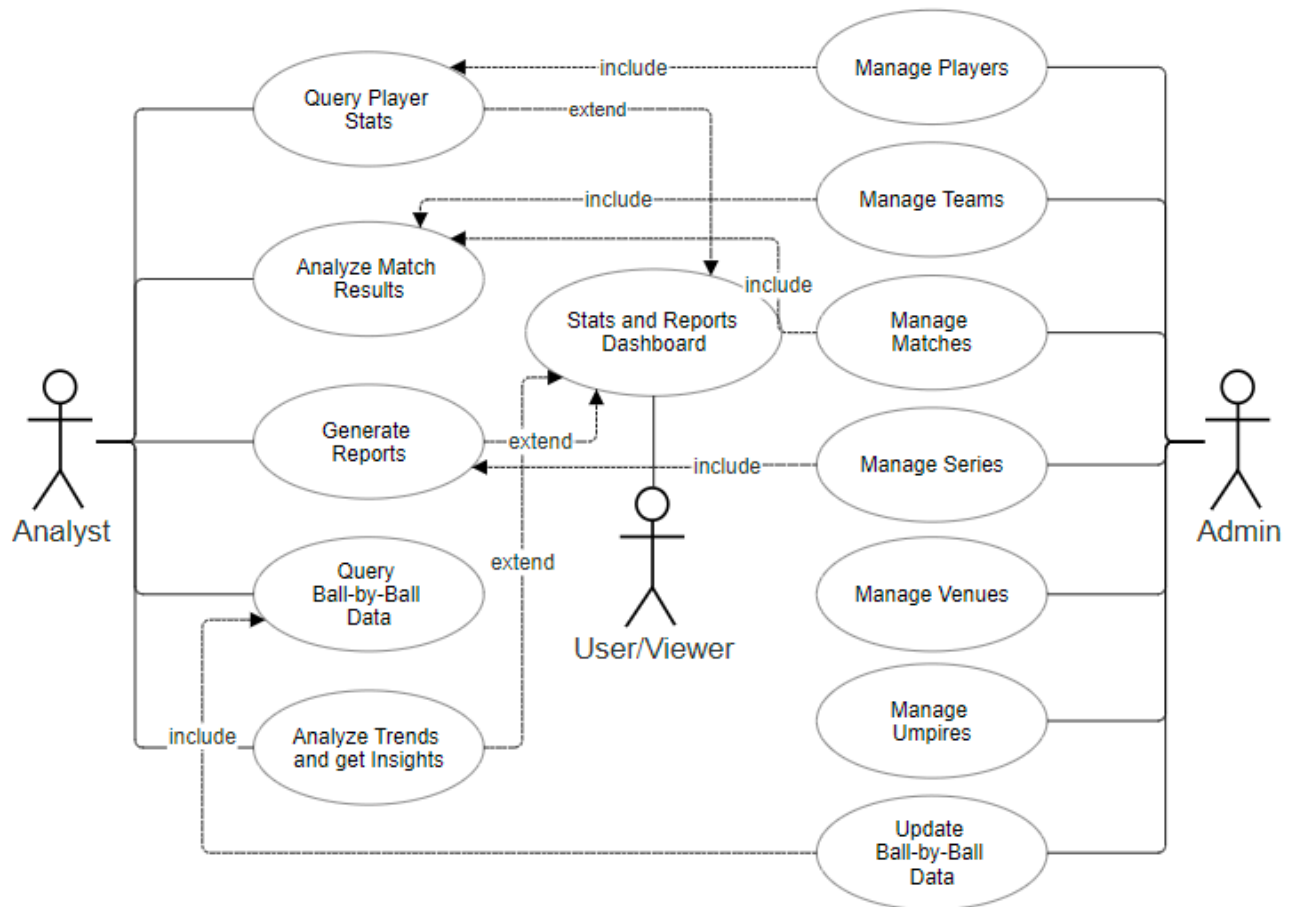 include
Manage Players
Query Player
Stats
extend
include
Manage Teams
Analyze Match
Results
include
Stats and Reports
Dashboard
Manage
Matches
Generate
Reports
extend
include
Manage Series
Analyst
Admin
extend
Query
Ball-by-Ball
Data
Manage Venues
User/Viewer
include
Analyze Trends
and get Insights
Manage
Umpires
Update
Ball-by-Ball
Data